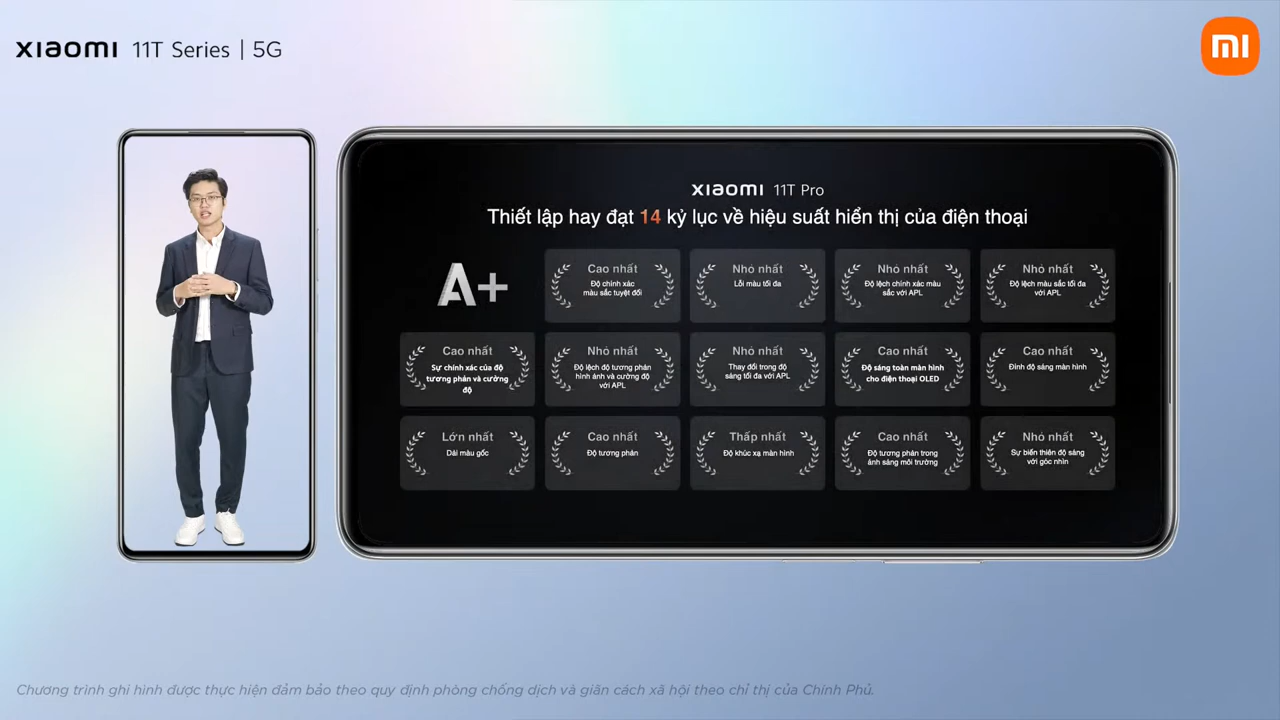 xıaomı 11T Series | 5G
mı
xıaomı 11T Pro
Thiết lập hay đạt 14 kỷ lục về hiệu suất hiển thị của điện thoại
A+
Cao nhất
Độ chính xác
màu sắc tuyệt đối
Nhỏ nhất
Lỗi màu tối đa
Nhỏ nhất
Độ lệch chính xác màu
sắc với APL
Nhỏ nhất
Độ lệch màu sắc tối đa
với APL
Cao nhất
Sự chính xác của độ
tương phản và cường
độ
Nhỏ nhất
Độ lệch độ tương phản
hình ảnh và cường độ
với APL
Nhỏ nhất
Thay đổi trong độ
sáng tối đa với APL
Cao nhất
Độ sáng toàn màn hình
cho điện thoại OLED
Cao nhất
Đỉnh độ sáng màn hình
Lớn nhất
Dải màu gốc
Cao nhất
Độ tương phản
Thấp nhất
Độ khúc xạ màn hình
Cao nhất
Độ tương phản trong
ánh sáng môi trường
Nhỏ nhất
Sự biến thiên độ sáng
với góc nhìn
Chương trình ghi hình được thực hiện đảm bảo theo quy định phòng chống dịch và giãn cách xã hội theo chỉ thị của Chính Phủ.